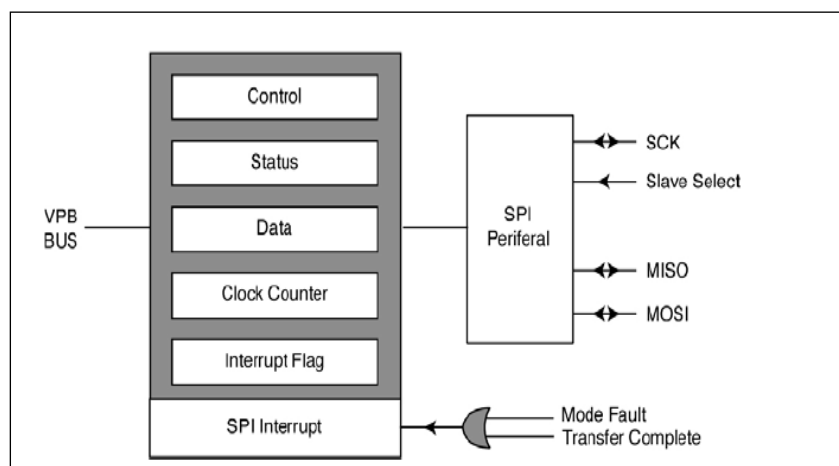 Control
Status
VPB
BUS
Data
Clock Counter
Interrupt Flag
SPI Interrupt
SPI
Periferal
SCK
Slave Select
MISO
MOSI
Mode Fault
Transfer Complete